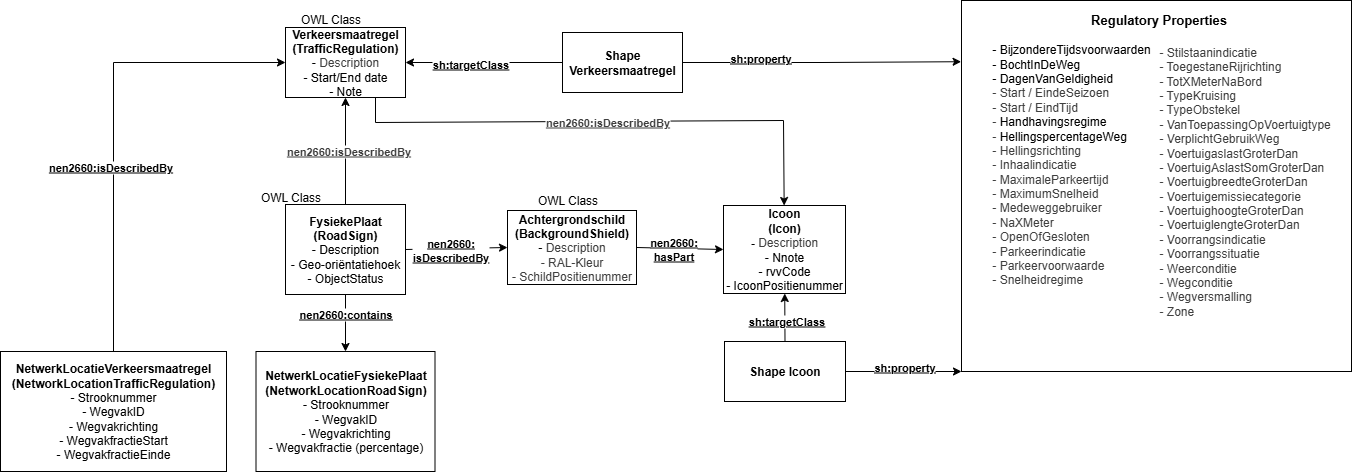 OWL Class
Verkeersmaatregel
(TrafficRegulation)
- Description
- Start/End date
- Note
sh:targetClass
Shape
Verkeersmaatregel
sh:property
nen2660:isDescribedBy
nen2660:isDescribedBy
nen2660:isDescribedBy
OWL Class
FysiekePlaat
(RoadSign)
- Description
- Geo-oriëntatiehoek
- ObjectStatus
nen2660:
isDescribedBy
OWL Class
Achtergrondschild
(BackgroundShield)
- Description
- RAL-Kleur
- SchildPositienummer
nen2660:
hasPart
Icoon
(Icon)
- Description
- Nnote
- rvvCode
- IcoonPositienummer
nen2660:contains
sh:targetClass
Shape Icoon
sh:property
NetwerkLocatieVerkeersmaatregel
(NetworkLocationTrafficRegulation)
- Strooknummer
- WegvakID
- Wegvakrichting
- WegvakfractieStart
- WegvakfractieEinde
NetwerkLocatieFysiekePlaat
(NetworkLocationRoadSign)
- Strooknummer
- WegvakID
- Wegvakrichting
- Wegvakfractie (percentage)
Regulatory Properties
- BijzondereTijdsvoorwaarden
- BochtInDeWeg
- DagenVanGeldigheid
- Start / EindeSeizoen
- Start / EindTijd
- Handhavingsregime
- HellingspercentageWeg
- Hellingsrichting
- Inhaalindicatie
- MaximaleParkeertijd
- MaximumSnelheid
- Medeweggebruiker
- NaXMeter
- OpenOfGesloten
- Parkeerindicatie
- Parkeervoorwaarde
- Snelheidregime
- Stilstaanindicatie
- ToegestaneRijrichting
- TotXMeterNaBord
- TypeKruising
- TypeObstekel
- VanToepassingOpVoertuigtype
- VerplichtGebruikWeg
- VoertuigaslastGroterDan
- VoertuigAslastSomGroterDan
- VoertuigbreedteGroterDan
- Voertuigemissiecategorie
- VoertuighoogteGroterDan
- VoertuiglengteGroterDan
- Voorrangsindicatie
- Voorrangssituatie
- Weerconditie
- Wegconditie
- Wegversmalling
- Zone